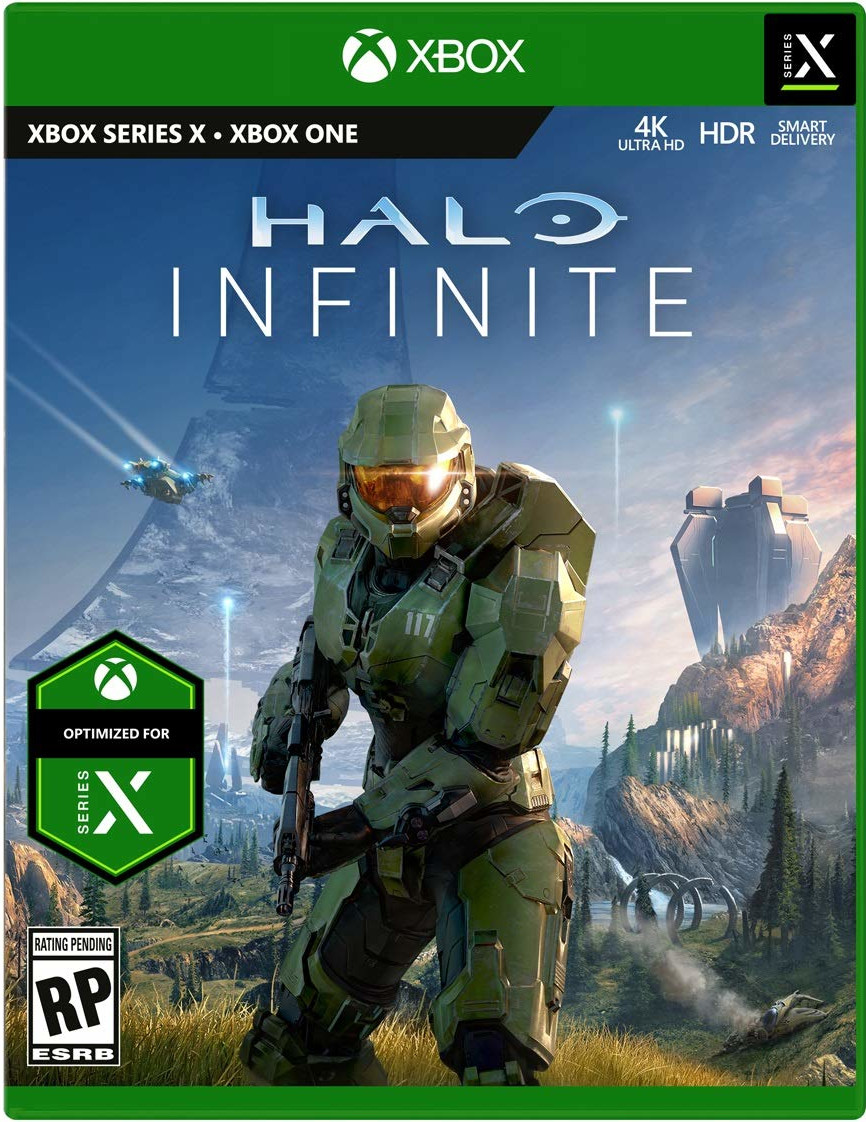 XBOX
SERIES X
XBOX SERIES X • XBOX ONE
4K
ULTRA HD
HDR
SMART
DELIVERY
HALO
INFINITE
117
OPTIMIZED FOR
SERIES X
RATING PENDING
RP
ESRB